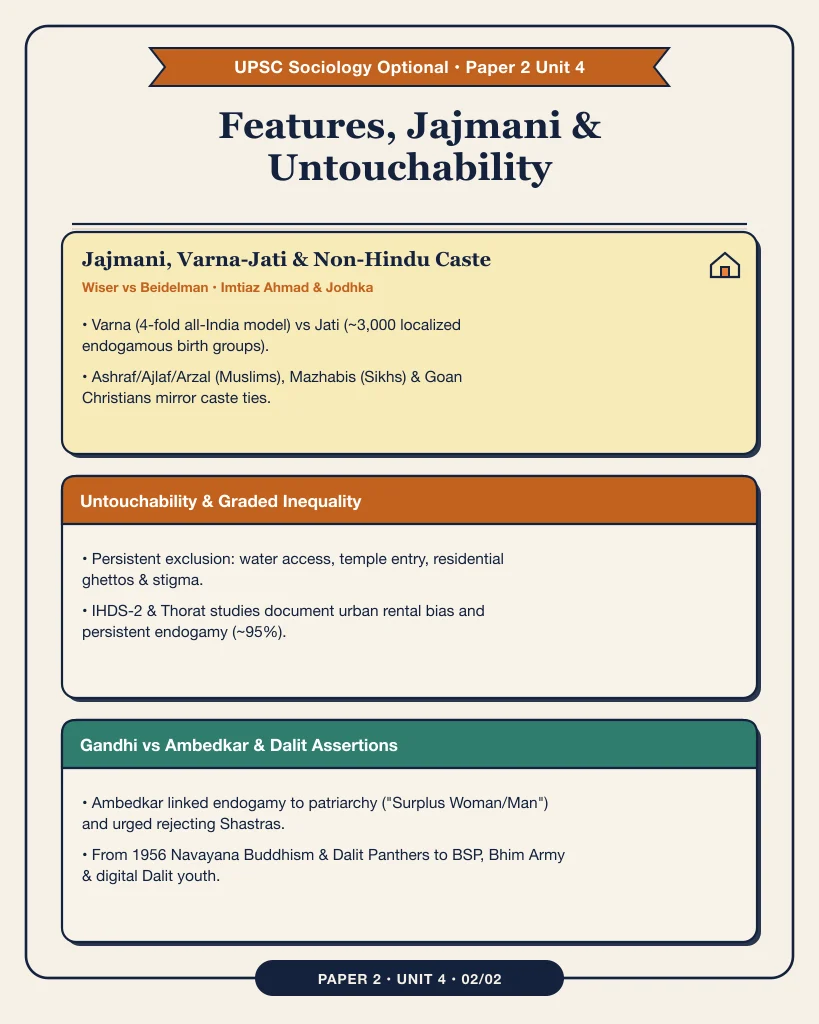 UPSC Sociology Optional • Paper 2 Unit 4
Features, Jajmani &
Untouchability
Jajmani, Varna-Jati & Non-Hindu Caste
Wiser vs Beidelman • Imtiaz Ahmad & Jodhka
• Varna (4-fold all-India model) vs Jati (~3,000 localized
endogamous birth groups).
• Ashraf/Ajlaf/Arzal (Muslims), Mazhabis (Sikhs) & Goan
Christians mirror caste ties.
Untouchability & Graded Inequality
• Persistent exclusion: water access, temple entry, residential
ghettos & stigma.
• IHDS-2 & Thorat studies document urban rental bias and
persistent endogamy (~95%).
Gandhi vs Ambedkar & Dalit Assertions
• Ambedkar linked endogamy to patriarchy ("Surplus Woman/Man")
and urged rejecting Shastras.
• From 1956 Navayana Buddhism & Dalit Panthers to BSP, Bhim Army
& digital Dalit youth.
PAPER 2 • UNIT 4 • 02/02